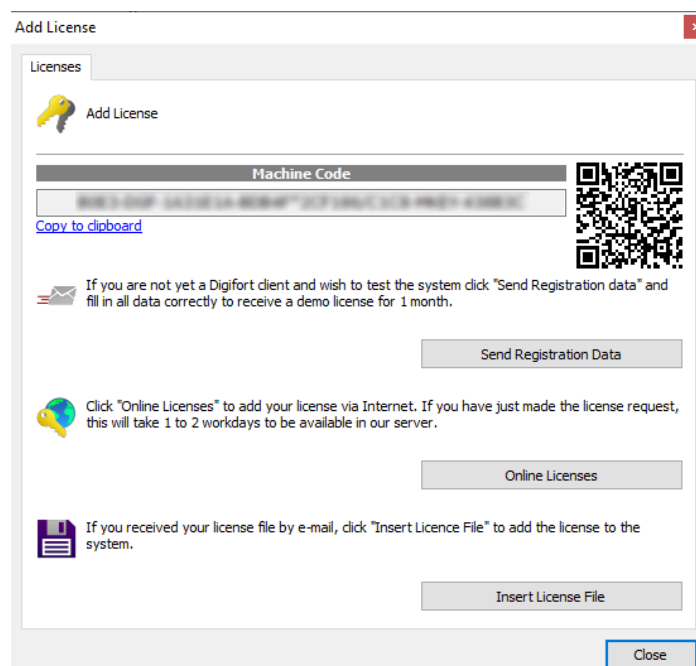 Add License
Licenses
Add License
Machine Code
Copy to clipboard
If you are not yet a Digifort client and wish to test the system click "Send Registration data" and
fill in all data correctly to receive a demo license for 1 month.
Send Registration Data
Click "Online Licenses" to add your license via Internet. If you have just made the license request,
this will take 1 to 2 workdays to be available in our server.
Online Licenses
If you received your license file by e-mail, click "Insert Licence File" to add the license to the
system.
Insert License File
Close